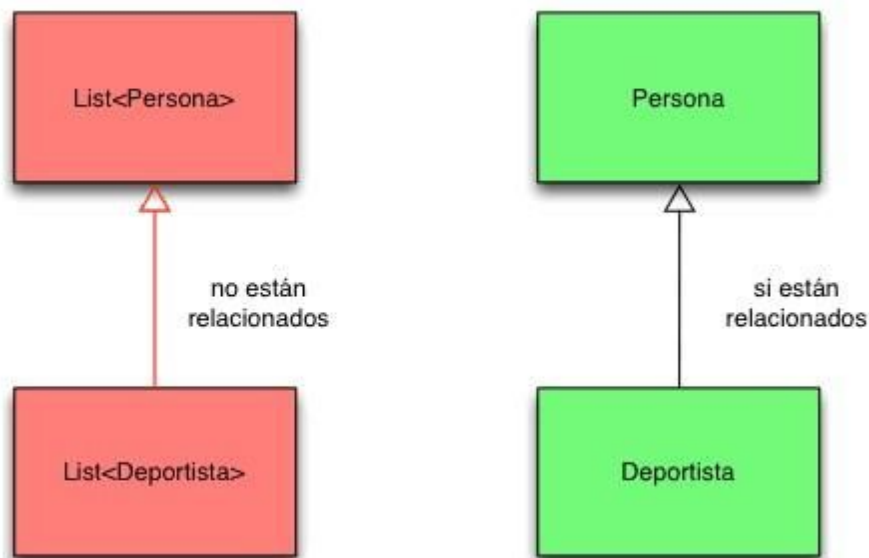 List<Persona>
Persona
no están
relacionados
si están
relacionados
List<Deportista>
Deportista